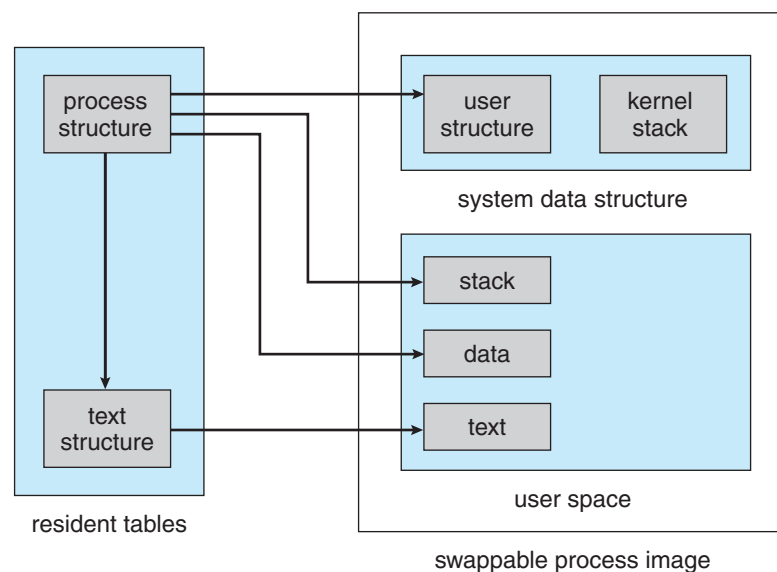 process
structure
user
structure
kernel
stack
system data structure
stack
data
text
structure
text
user space
resident tables
swappable process image